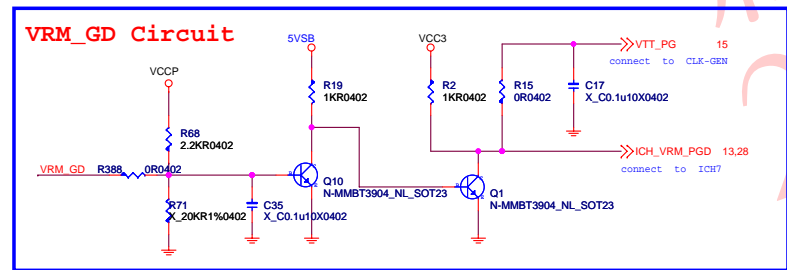 VRM_GD Circuit
5VSB
VCC3
VTT_PG 15
connect to CLK-GEN
VCCP
R19
1KR0402
R2
1KR0402
R15
0R0402
C17
X_C0.1u10X0402
R68
2.2KR0402
VRM_GD
R388
0R0402
ICH_VRM_PGD 13,28
connect to ICH7
Q10
N-MMBT3904_NL_SOT23
Q1
N-MMBT3904_NL_SOT23
R71
X_20KR1%0402
C35
X_C0.1u10X0402